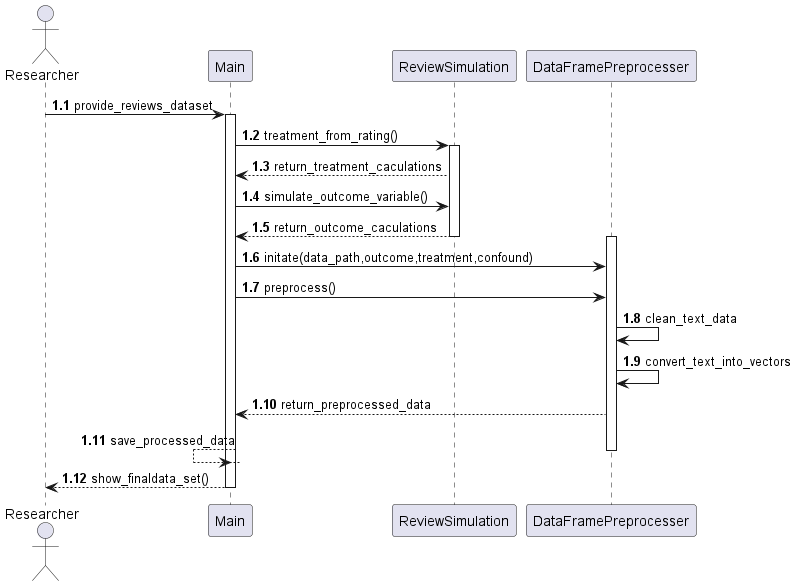 Researcher
Main
ReviewSimulation
DataFramePreprocesser
1.1 provide_reviews_dataset
1.2 treatment_from_rating()
1.3 return_treatment_caculations
1.4 simulate_outcome_variable()
1.5 return_outcome_caculations
1.6 initate(data_path,outcome,treatment,confound)
1.7 preprocess()
1.8 clean_text_data
1.9 convert_text_into_vectors
1.10 return_preprocessed_data
1.11 save_processed_data
1.12 show_finaldata_set()
Researcher
Main
ReviewSimulation
DataFramePreprocesser